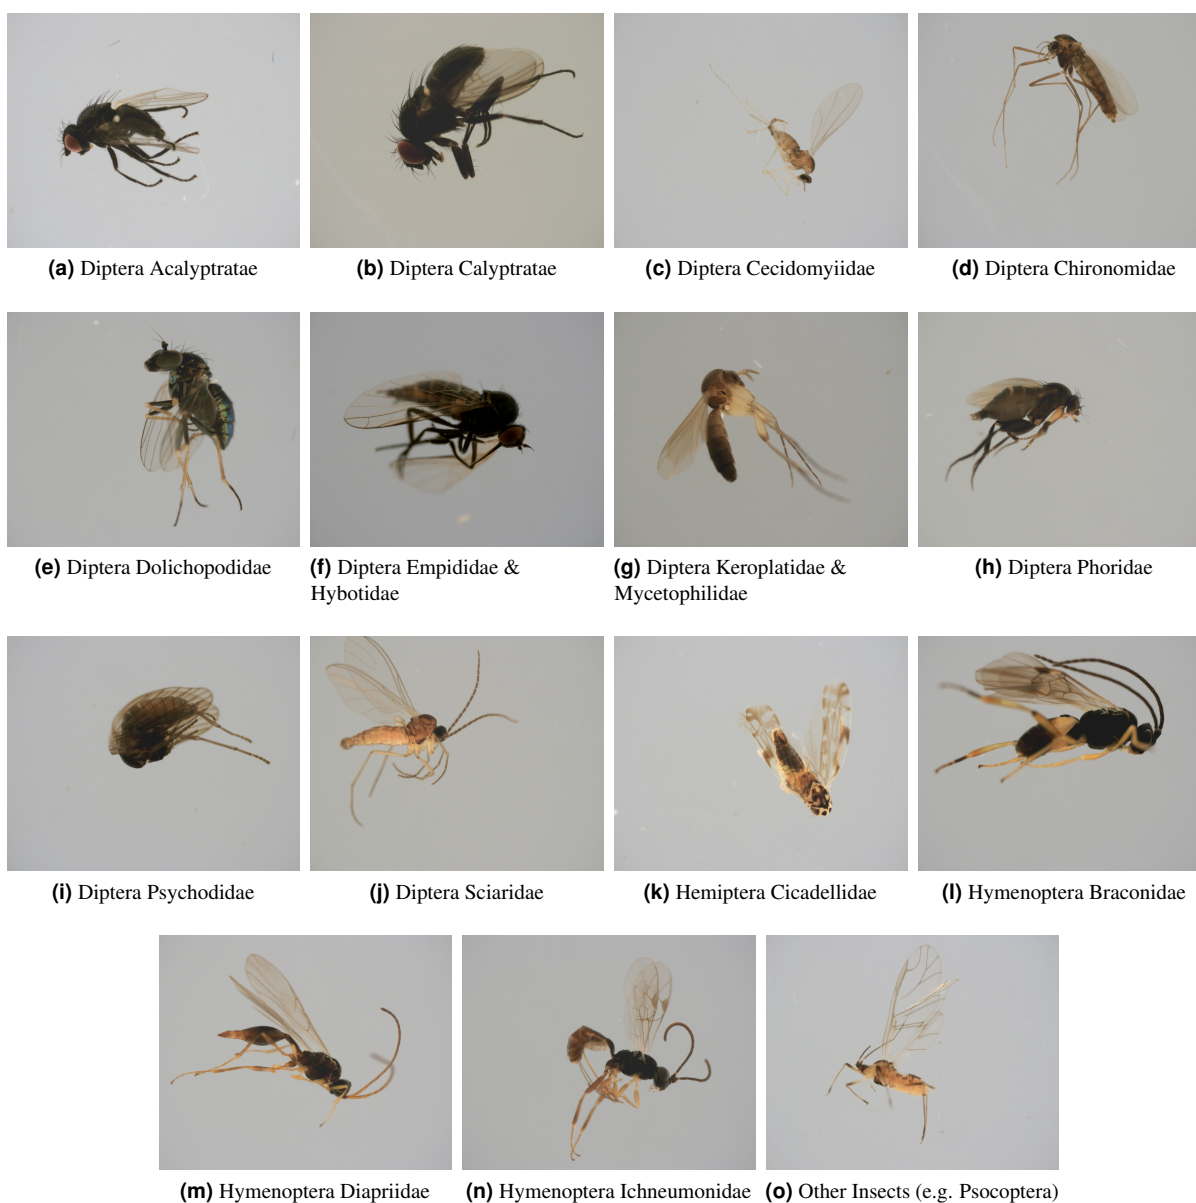 (a) Diptera Acalyptratae
(b) Diptera Calyptratae
(c) Diptera Cecidomyiidae
(d) Diptera Chironomidae
(e) Diptera Dolichopodidae
(f) Diptera Empididae &
Hybotidae
(g) Diptera Keroplatidae &
Mycetophilidae
(h) Diptera Phoridae
(i) Diptera Psychodidae
(j) Diptera Sciaridae
(k) Hemiptera Cicadellidae
(l) Hymenoptera Braconidae
(m) Hymenoptera Diapriidae
(n) Hymenoptera Ichneumonidae
(o) Other Insects (e.g. Psocoptera)